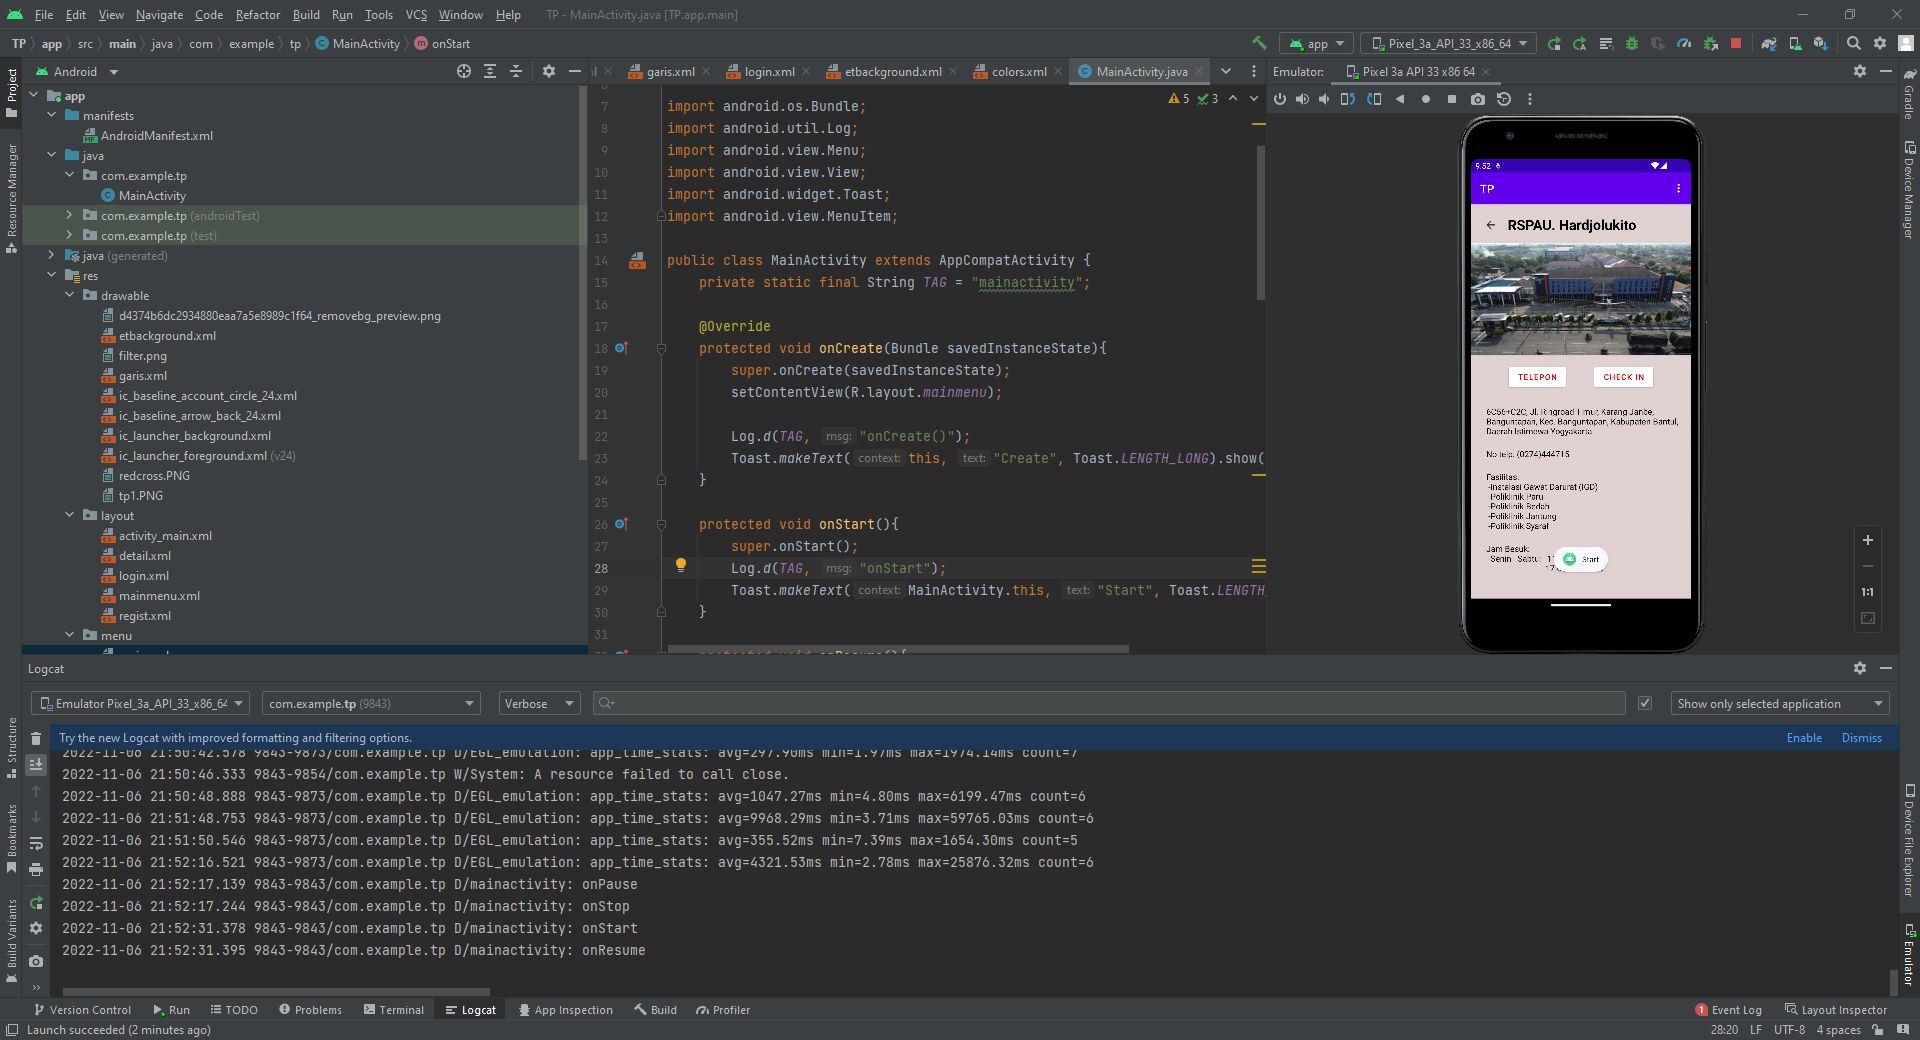 File Edit View Navigate Code Refactor Build Run Tools VCS Window Help TP - MainActivity.java [TP.app.main]
TP app src main java com example tp MainActivity onStart
app Pixel_3a_API_33_x86_64
Project
Resource Manager
Structure
Bookmarks
Build Variants
Android
app
manifests
AndroidManifest.xml
java
com.example.tp
MainActivity
com.example.tp (androidTest)
com.example.tp (test)
java (generated)
res
drawable
d4374b6dc2934880eaa7a5e8989c1f64_removebg_preview.png
etbackground.xml
filter.png
garis.xml
ic_baseline_account_circle_24.xml
ic_baseline_arrow_back_24.xml
ic_launcher_background.xml
ic_launcher_foreground.xml (v24)
redcross.PNG
tp1.PNG
layout
activity_main.xml
detail.xml
login.xml
mainmenu.xml
regist.xml
menu
garis.xml login.xml etbackground.xml colors.xml MainActivity.java
5 3
7 import android.os.Bundle;
8 import android.util.Log;
9 import android.view.Menu;
10 import android.view.View;
11 import android.widget.Toast;
12 import android.view.MenuItem;
13
14 public class MainActivity extends AppCompatActivity {
15 private static final String TAG = "mainactivity";
16
17 @Override
18 protected void onCreate(Bundle savedInstanceState){
19 super.onCreate(savedInstanceState);
20 setContentView(R.layout.mainmenu);
21
22 Log.d(TAG, msg: "onCreate()");
23 Toast.makeText( context: this, text: "Create", Toast.LENGTH_LONG).show(
24 }
25
26 protected void onStart(){
27 super.onStart();
28 Log.d(TAG, msg: "onStart");
29 Toast.makeText( context: MainActivity.this, text: "Start", Toast.LENGTH_
30 }
31
Emulator: Pixel 3a API 33 x86 64
9:52
TP
RSPAU. Hardjolukito
TELEPON CHECK IN
6C56+C2C, Jl. Ringroad Timur, Karang Janbe,
Banguntapan, Kec. Banguntapan, Kabupaten Bantul,
Daerah Istimewa Yogyakarta
No telp: (0274)444715
Fasilitas:
-Instalasi Gawat Darurat (IGD)
-Poliklinik Paru
-Poliklinik Bedah
-Poliklinik Jantung
-Poliklinik Syaraf
Jam Besuk:
Senin - Sabtu:
Start
1:1
Gradle
Device Manager
Device File Explorer
Emulator
Logcat
Emulator Pixel_3a_API_33_x86_64 com.example.tp (9843) Verbose Show only selected application
Try the new Logcat with improved formatting and filtering options. Enable Dismiss
2022-11-06 21:50:42.578 9843-9873/com.example.tp D/EGL_emulation: app_time_stats: avg=297.90ms min=1.97ms max=1974.14ms count=7
2022-11-06 21:50:46.333 9843-9854/com.example.tp W/System: A resource failed to call close.
2022-11-06 21:50:48.888 9843-9873/com.example.tp D/EGL_emulation: app_time_stats: avg=1047.27ms min=4.80ms max=6199.47ms count=6
2022-11-06 21:51:48.753 9843-9873/com.example.tp D/EGL_emulation: app_time_stats: avg=9968.29ms min=3.71ms max=59765.03ms count=6
2022-11-06 21:51:50.546 9843-9873/com.example.tp D/EGL_emulation: app_time_stats: avg=355.52ms min=7.39ms max=1654.30ms count=5
2022-11-06 21:52:16.521 9843-9873/com.example.tp D/EGL_emulation: app_time_stats: avg=4321.53ms min=2.78ms max=25876.32ms count=6
2022-11-06 21:52:17.139 9843-9843/com.example.tp D/mainactivity: onPause
2022-11-06 21:52:17.244 9843-9843/com.example.tp D/mainactivity: onStop
2022-11-06 21:52:31.378 9843-9843/com.example.tp D/mainactivity: onStart
2022-11-06 21:52:31.395 9843-9843/com.example.tp D/mainactivity: onResume
Version Control Run TODO Problems Terminal Logcat App Inspection Build Profiler 1 Event Log Layout Inspector
Launch succeeded (2 minutes ago) 28:20 LF UTF-8 4 spaces